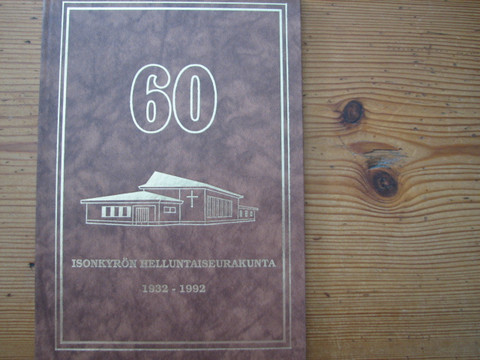 60
ISONKYRÖN HELLUNTAISEURAKUNTA
1932 - 1992